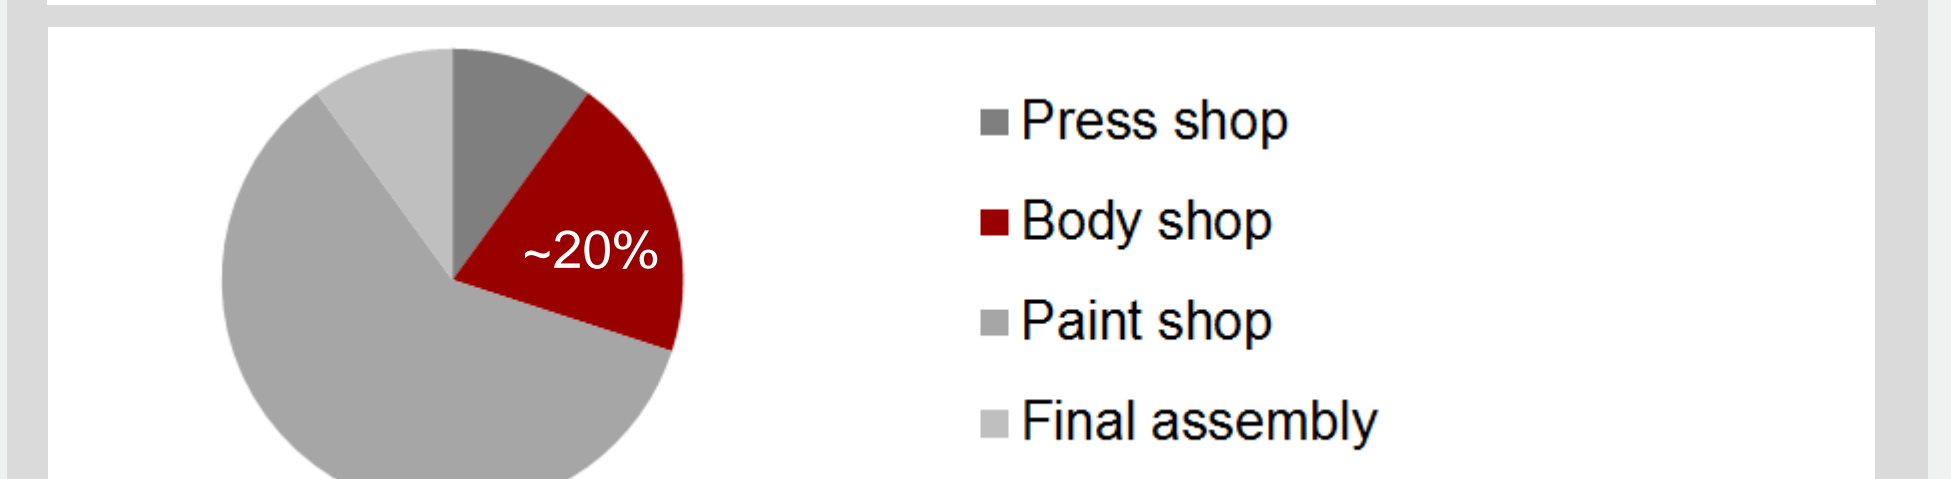 ~20%
Press shop
Body shop
Paint shop
Final assembly